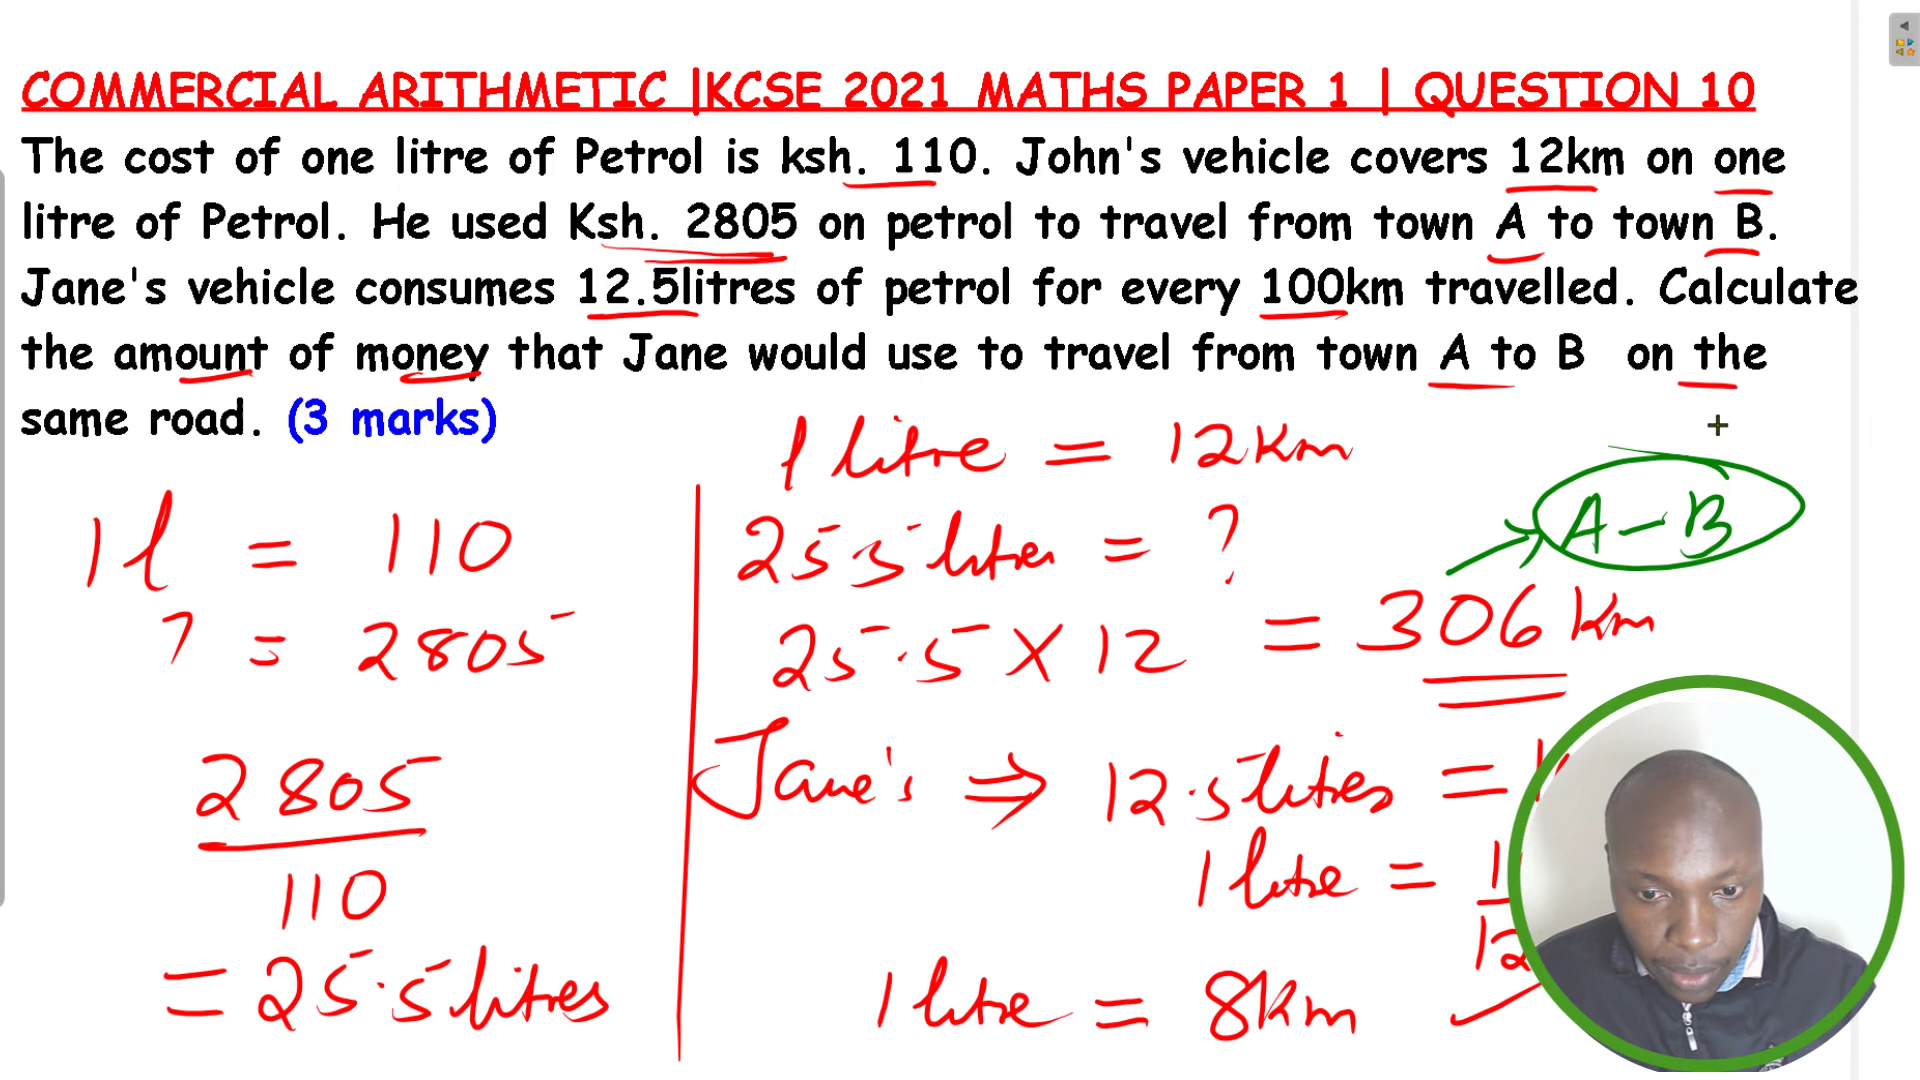 COMMERCIAL ARITHMETIC |KCSE 2021 MATHS PAPER 1 | QUESTION 10
The cost of one litre of Petrol is ksh. 110. John's vehicle covers 12km on one
litre of Petrol. He used Ksh. 2805 on petrol to travel from town A to town B.
Jane's vehicle consumes 12.5litres of petrol for every 100km travelled. Calculate
the amount of money that Jane would use to travel from town A to B on the
same road. (3 marks)
1l = 110
? = 2805
2805
110
= 25.5 litres
1 litre = 12km
25.5 litres = ?
25.5 X 12 = 306 km
A - B
Jane's ⇒ 12.5 litres =
1 litre =
12
1 litre = 8km